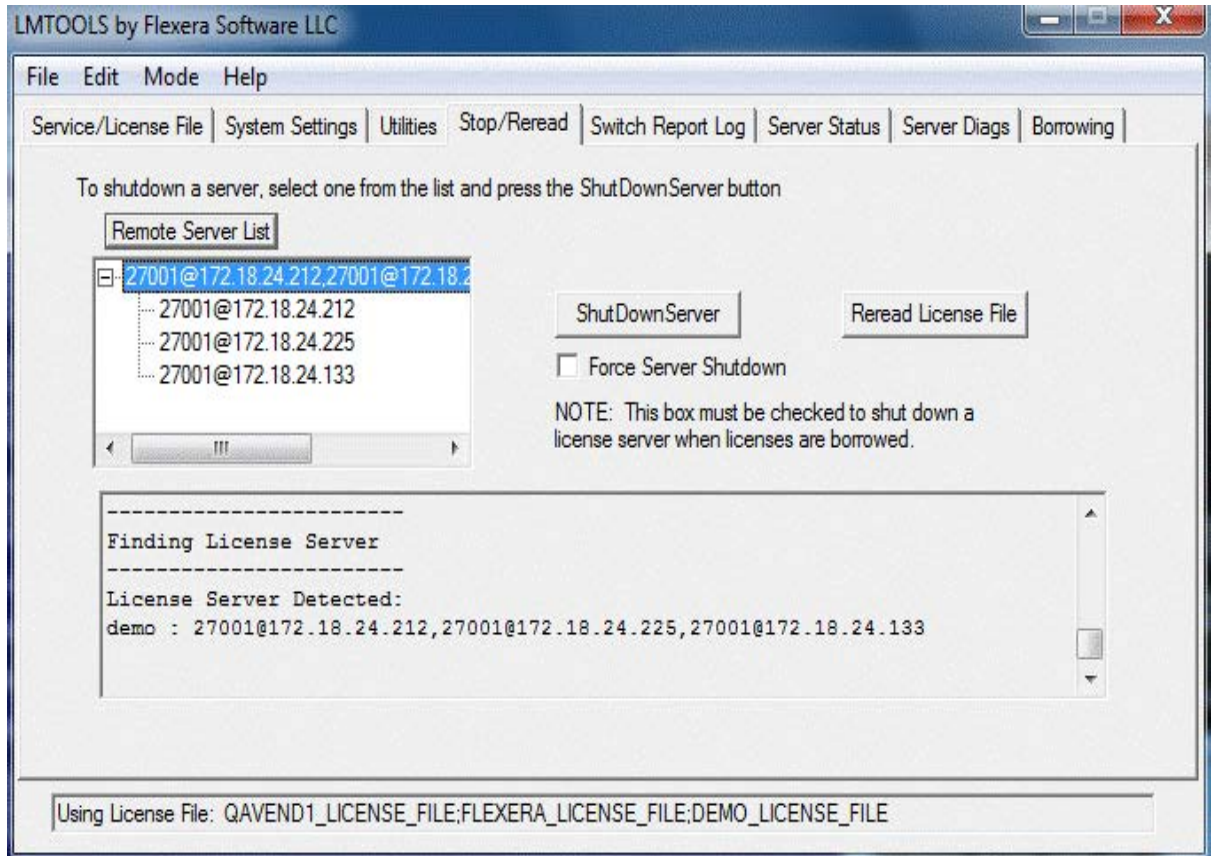 LMTOOLS by Flexera Software LLC
File Edit Mode Help
Service/License File System Settings Utilities Stop/Reread Switch Report Log Server Status Server Diags Borrowing
To shutdown a server, select one from the list and press the ShutDownServer button
Remote Server List
27001@172.18.24.212,27001@172.18.2
27001@172.18.24.212
27001@172.18.24.225
27001@172.18.24.133
ShutDownServer
Reread License File
Force Server Shutdown
NOTE: This box must be checked to shut down a
license server when licenses are borrowed.
------------------------
Finding License Server
------------------------
License Server Detected:
demo : 27001@172.18.24.212,27001@172.18.24.225,27001@172.18.24.133
Using License File: QAVEND1_LICENSE_FILE;FLEXERA_LICENSE_FILE;DEMO_LICENSE_FILE